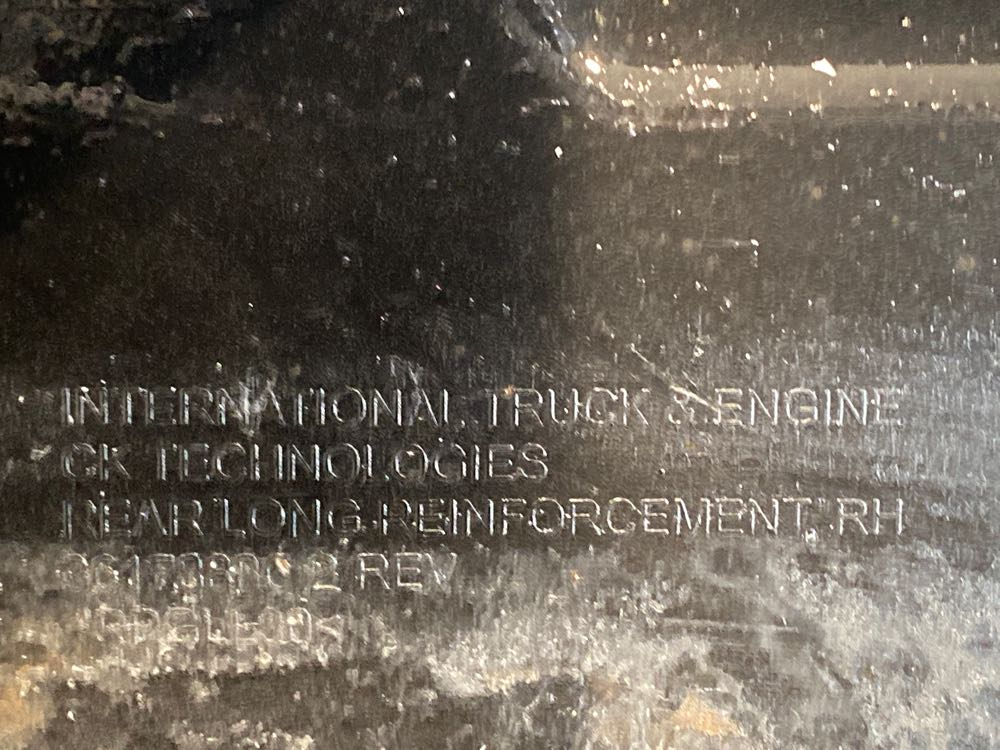 INTERNATIONAL TRUCK & ENGINE
CK TECHNOLOGIES
REAR LONG REINFORCEMENT, RH
REV